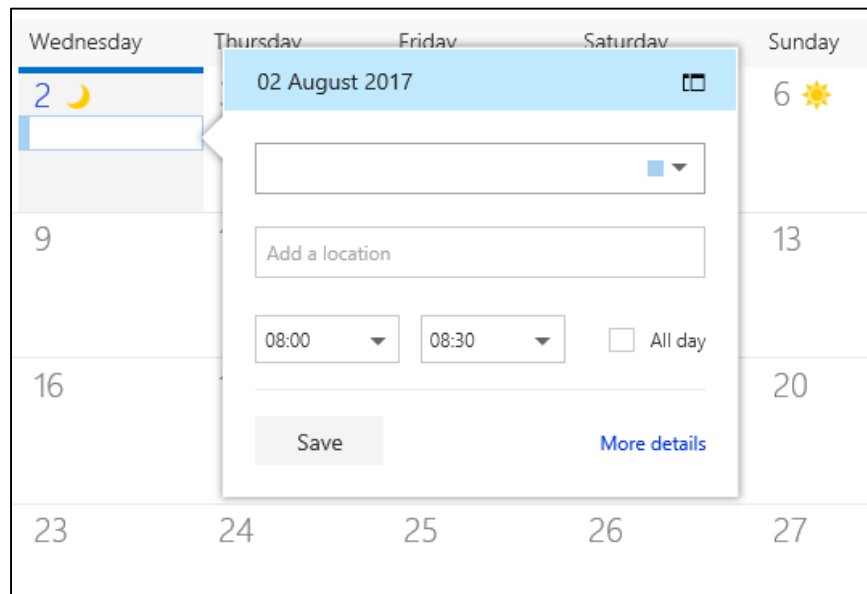 Wednesday Thursday Friday Saturday Sunday
02 August 2017
2 6
Add a location
9 13
08:00 08:30 All day
16 20
Save More details
23 24 25 26 27